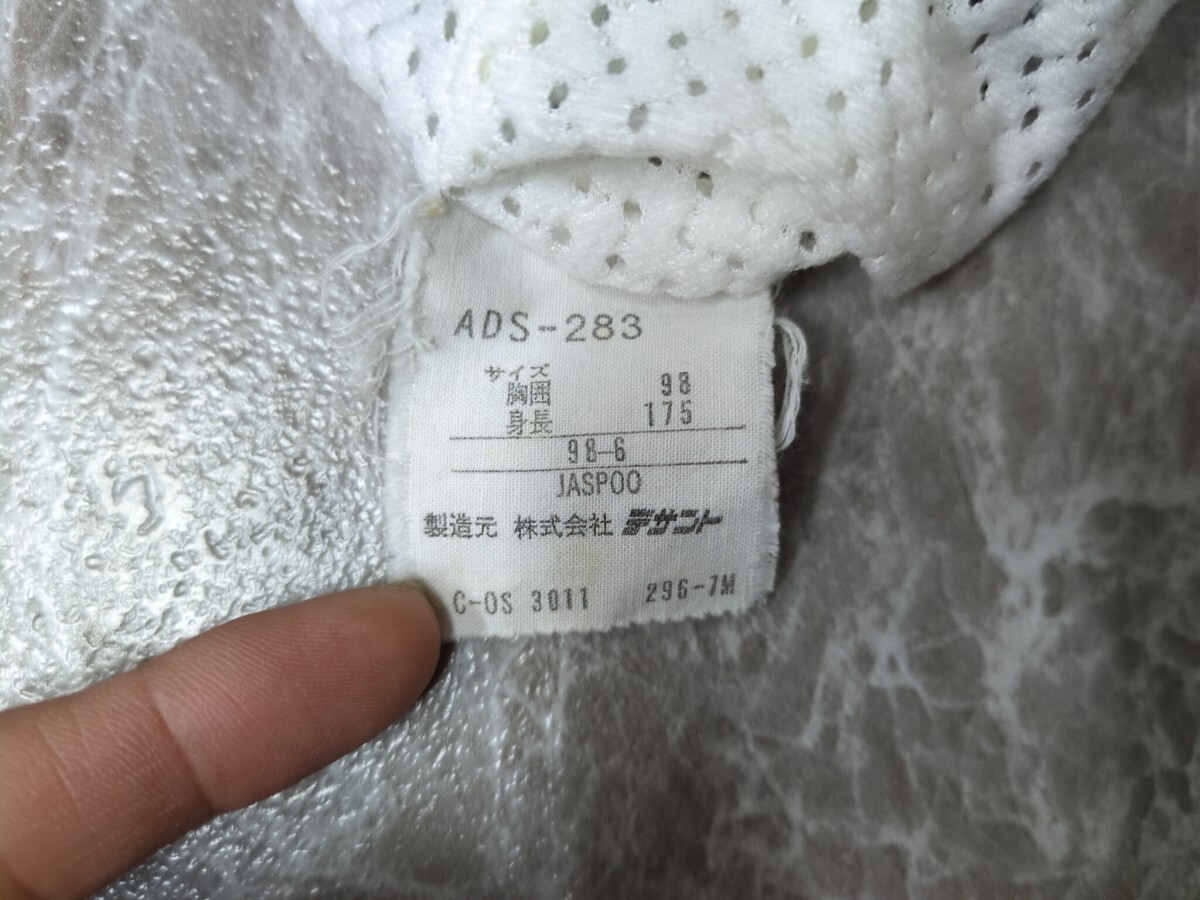 ADS-283
サイズ
胸囲 98
身長 175
98-6
JASPOO
製造元 株式会社 デサント
C-OS 3011 296-7M